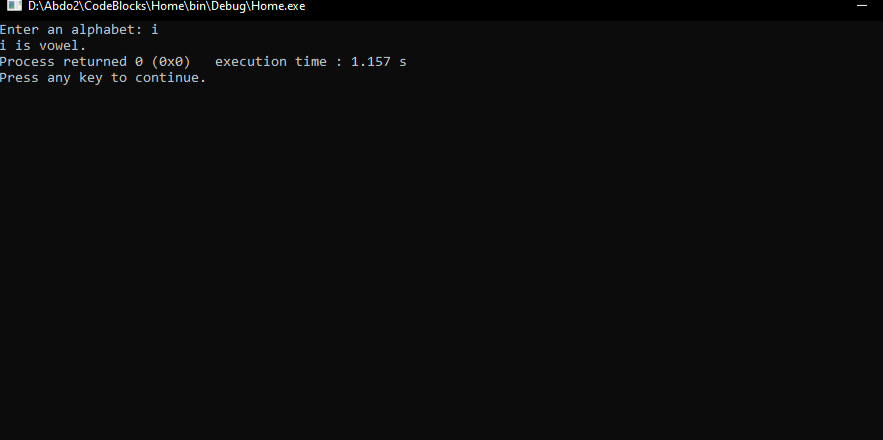 D:\Abdo2\CodeBlocks\Home\bin\Debug\Home.exe
Enter an alphabet: i
i is vowel.
Process returned 0 (0x0)   execution time : 1.157 s
Press any key to continue.